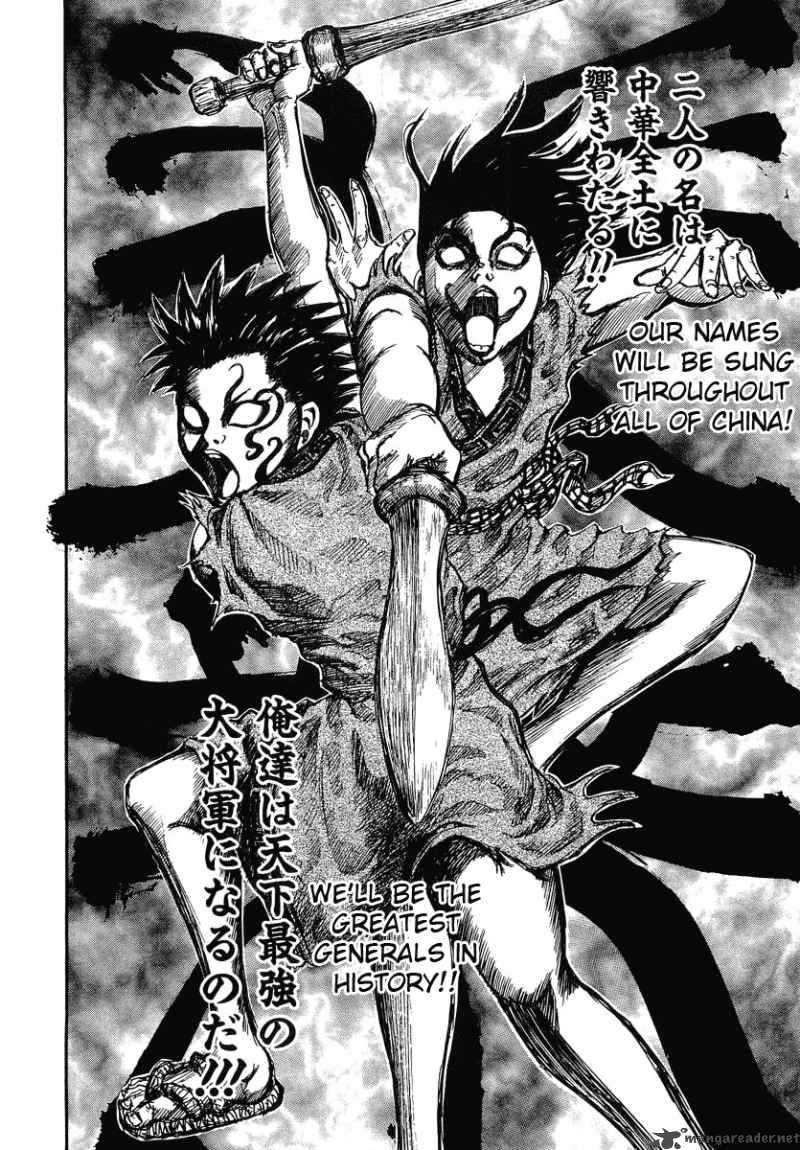 二人の名は
中華全土に
響きわたる!!
OUR NAMES
WILL BE SUNG
THROUGHOUT
ALL OF CHINA!
俺達は天下最強の
大将軍になるのだ!!!
WE'LL BE THE
GREATEST
GENERALS IN
HISTORY!!
mangareader.net